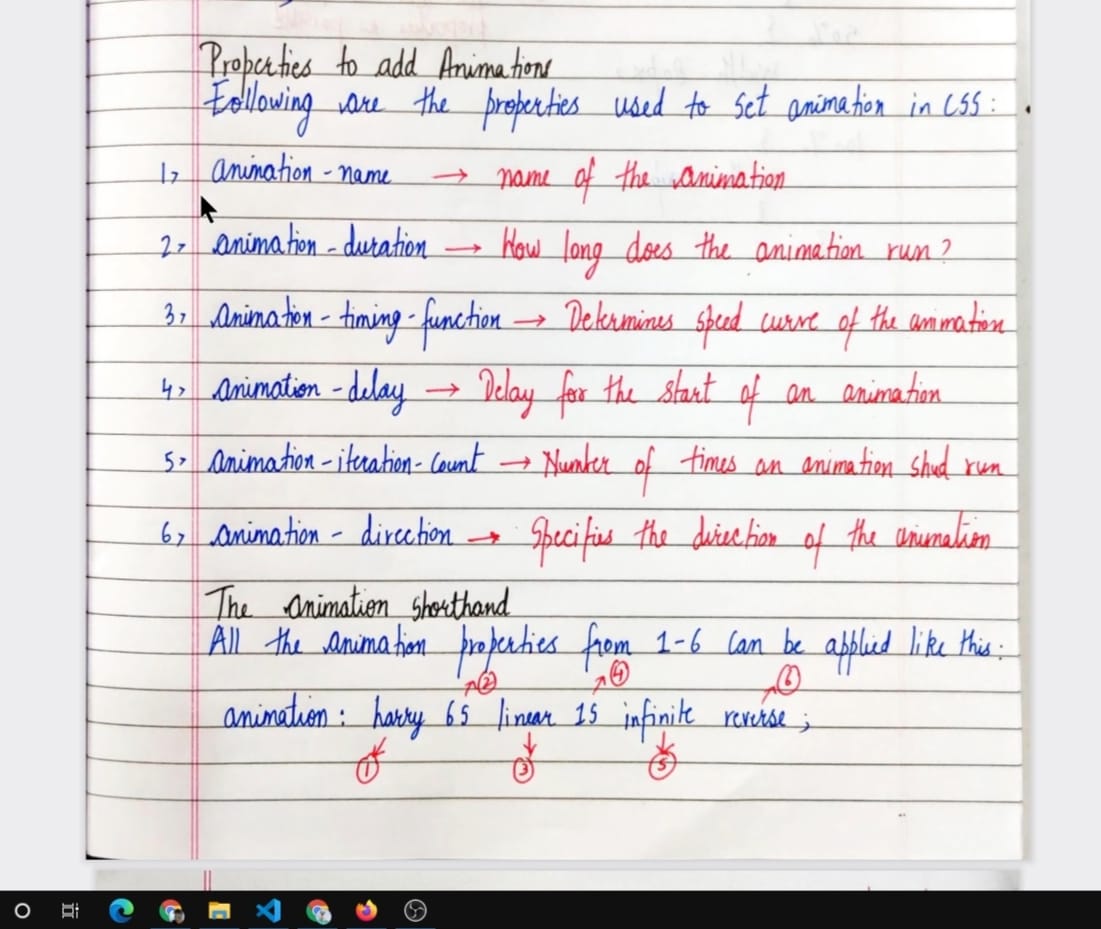 Properties to add Animations
Following are the properties used to set animation in CSS:
1> animation-name → name of the animation
2> animation-duration → How long does the animation run?
3> animation-timing-function → Determines speed curve of the animation
4> animation-delay → Delay for the start of an animation
5> animation-iteration-count → Number of times an animation shud run
6> animation-direction → Specifies the direction of the animation
The animation shorthand
All the animation properties from 1-6 can be applied like this:
② ④ ⑥
animation: harry 6s linear 1s infinite reverse;
① ③ ⑤